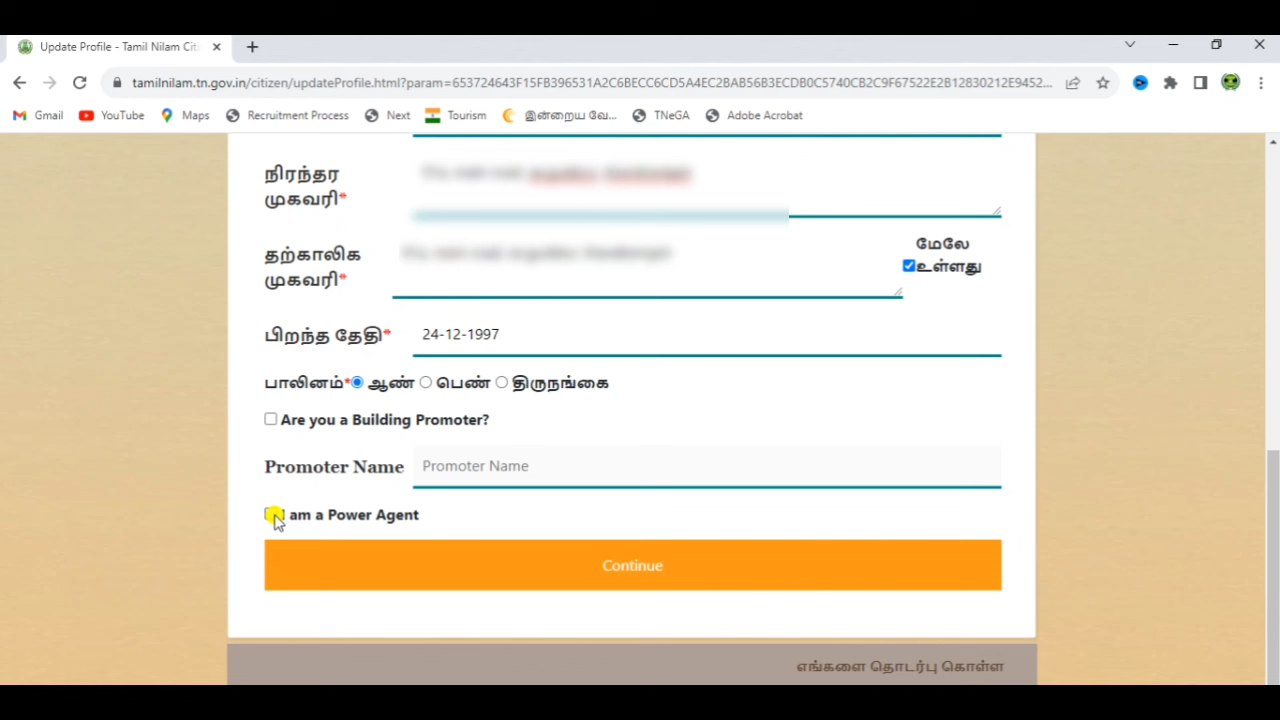 Update Profile - Tamil Nilam Citi
tamilnilam.tn.gov.in/citizen/updateProfile.html?param=653724643F15FB396531A2C6BECC6CD5A4EC2BAB56B3ECDB0C5740CB2C9F67522E2B12830212E9452...
Gmail YouTube Maps Recruitment Process Next Tourism இன்றைய வே... TNeGA Adobe Acrobat
நிரந்தர
முகவரி*
மேலே
தற்காலிக
உள்ளது
முகவரி*
பிறந்த தேதி* 24-12-1997
பாலினம்* ஆண் பெண் திருநங்கை
Are you a Building Promoter?
Promoter Name Promoter Name
I am a Power Agent
Continue
எங்களை தொடர்பு கொள்ள